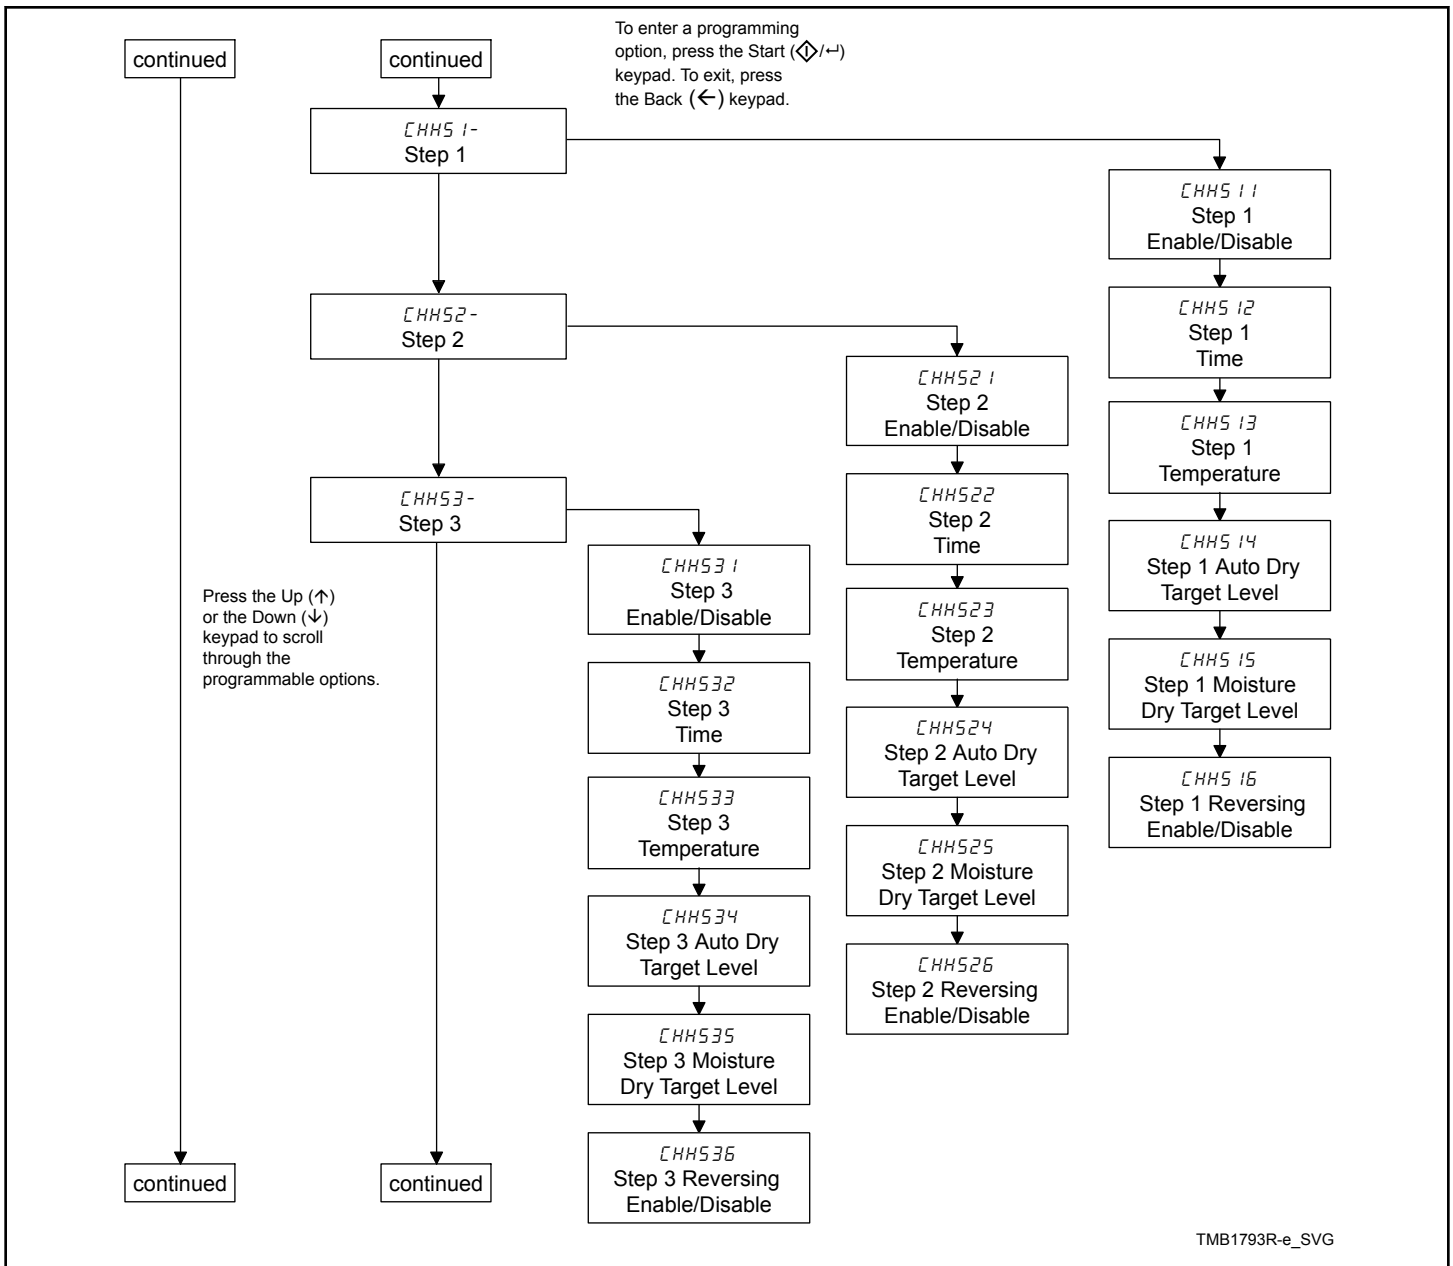 continued
continued
To enter a programming
option, press the Start (/↵)
keypad. To exit, press
the Back (←) keypad.
CHHS1-
Step 1
CHHS2-
Step 2
CHHS3-
Step 3
Press the Up (↑)
or the Down (↓)
keypad to scroll
through the
programmable options.
continued
continued
CHHS31
Step 3
Enable/Disable
CHHS32
Step 3
Time
CHHS33
Step 3
Temperature
CHHS34
Step 3 Auto Dry
Target Level
CHHS35
Step 3 Moisture
Dry Target Level
CHHS36
Step 3 Reversing
Enable/Disable
CHHS21
Step 2
Enable/Disable
CHHS22
Step 2
Time
CHHS23
Step 2
Temperature
CHHS24
Step 2 Auto Dry
Target Level
CHHS25
Step 2 Moisture
Dry Target Level
CHHS26
Step 2 Reversing
Enable/Disable
CHHS11
Step 1
Enable/Disable
CHHS12
Step 1
Time
CHHS13
Step 1
Temperature
CHHS14
Step 1 Auto Dry
Target Level
CHHS15
Step 1 Moisture
Dry Target Level
CHHS16
Step 1 Reversing
Enable/Disable
TMB1793R-e_SVG